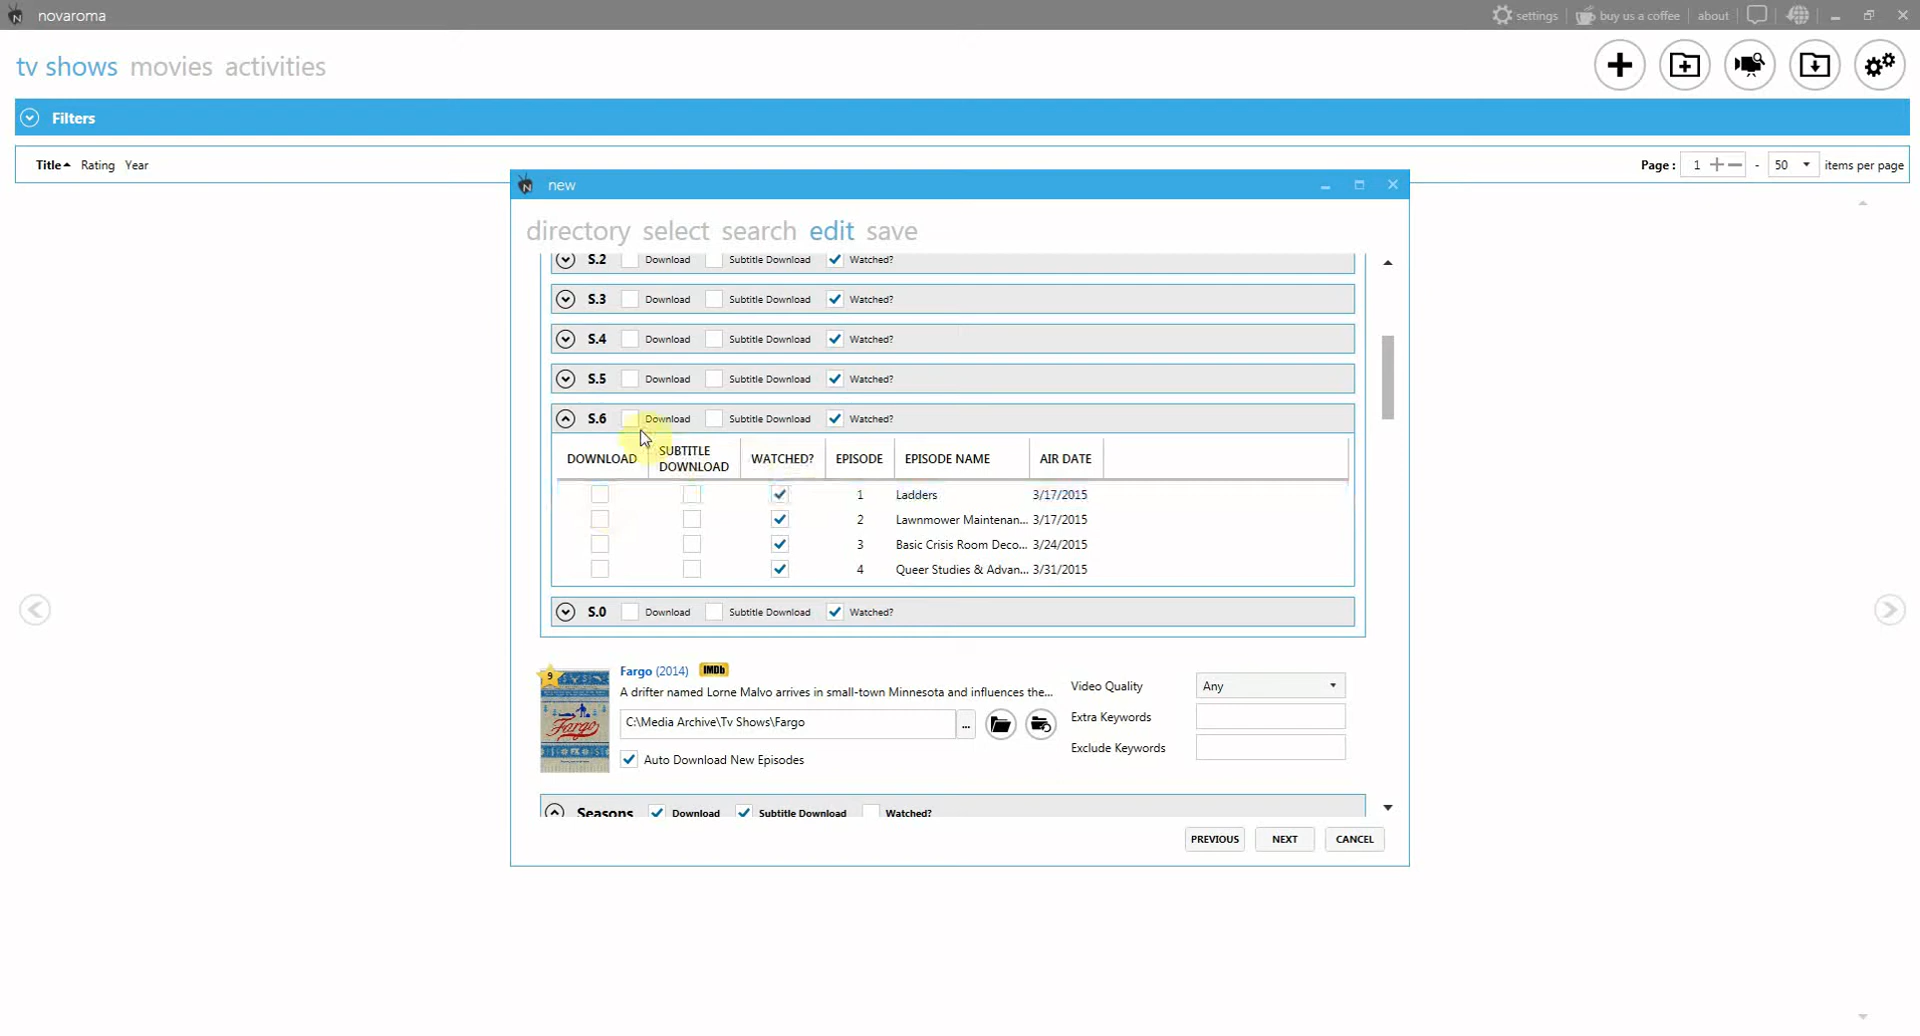 novaroma
settings buy us a coffee about
tv shows movies activities
Filters
Title Rating Year
Page : 1 - 50 items per page
new
directory select search edit save
S.2 Download Subtitle Download Watched?
S.3 Download Subtitle Download Watched?
S.4 Download Subtitle Download Watched?
S.5 Download Subtitle Download Watched?
S.6 Download Subtitle Download Watched?
DOWNLOAD SUBTITLE DOWNLOAD WATCHED? EPISODE EPISODE NAME AIR DATE
1 Ladders 3/17/2015
2 Lawnmower Maintenan... 3/17/2015
3 Basic Crisis Room Deco... 3/24/2015
4 Queer Studies & Advan... 3/31/2015
S.0 Download Subtitle Download Watched?
9
Fargo
Fargo (2014) IMDb
A drifter named Lorne Malvo arrives in small-town Minnesota and influences the...
C:\Media Archive\Tv Shows\Fargo ...
Auto Download New Episodes
Video Quality Any
Extra Keywords
Exclude Keywords
Seasons Download Subtitle Download Watched?
PREVIOUS NEXT CANCEL